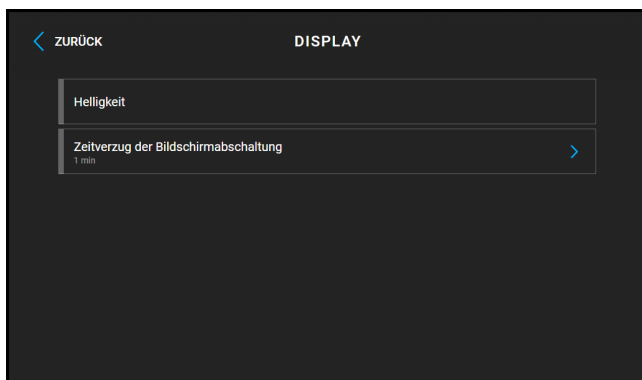 ZURÜCK
DISPLAY
Helligkeit
Zeitverzug der Bildschirmabschaltung
1 min